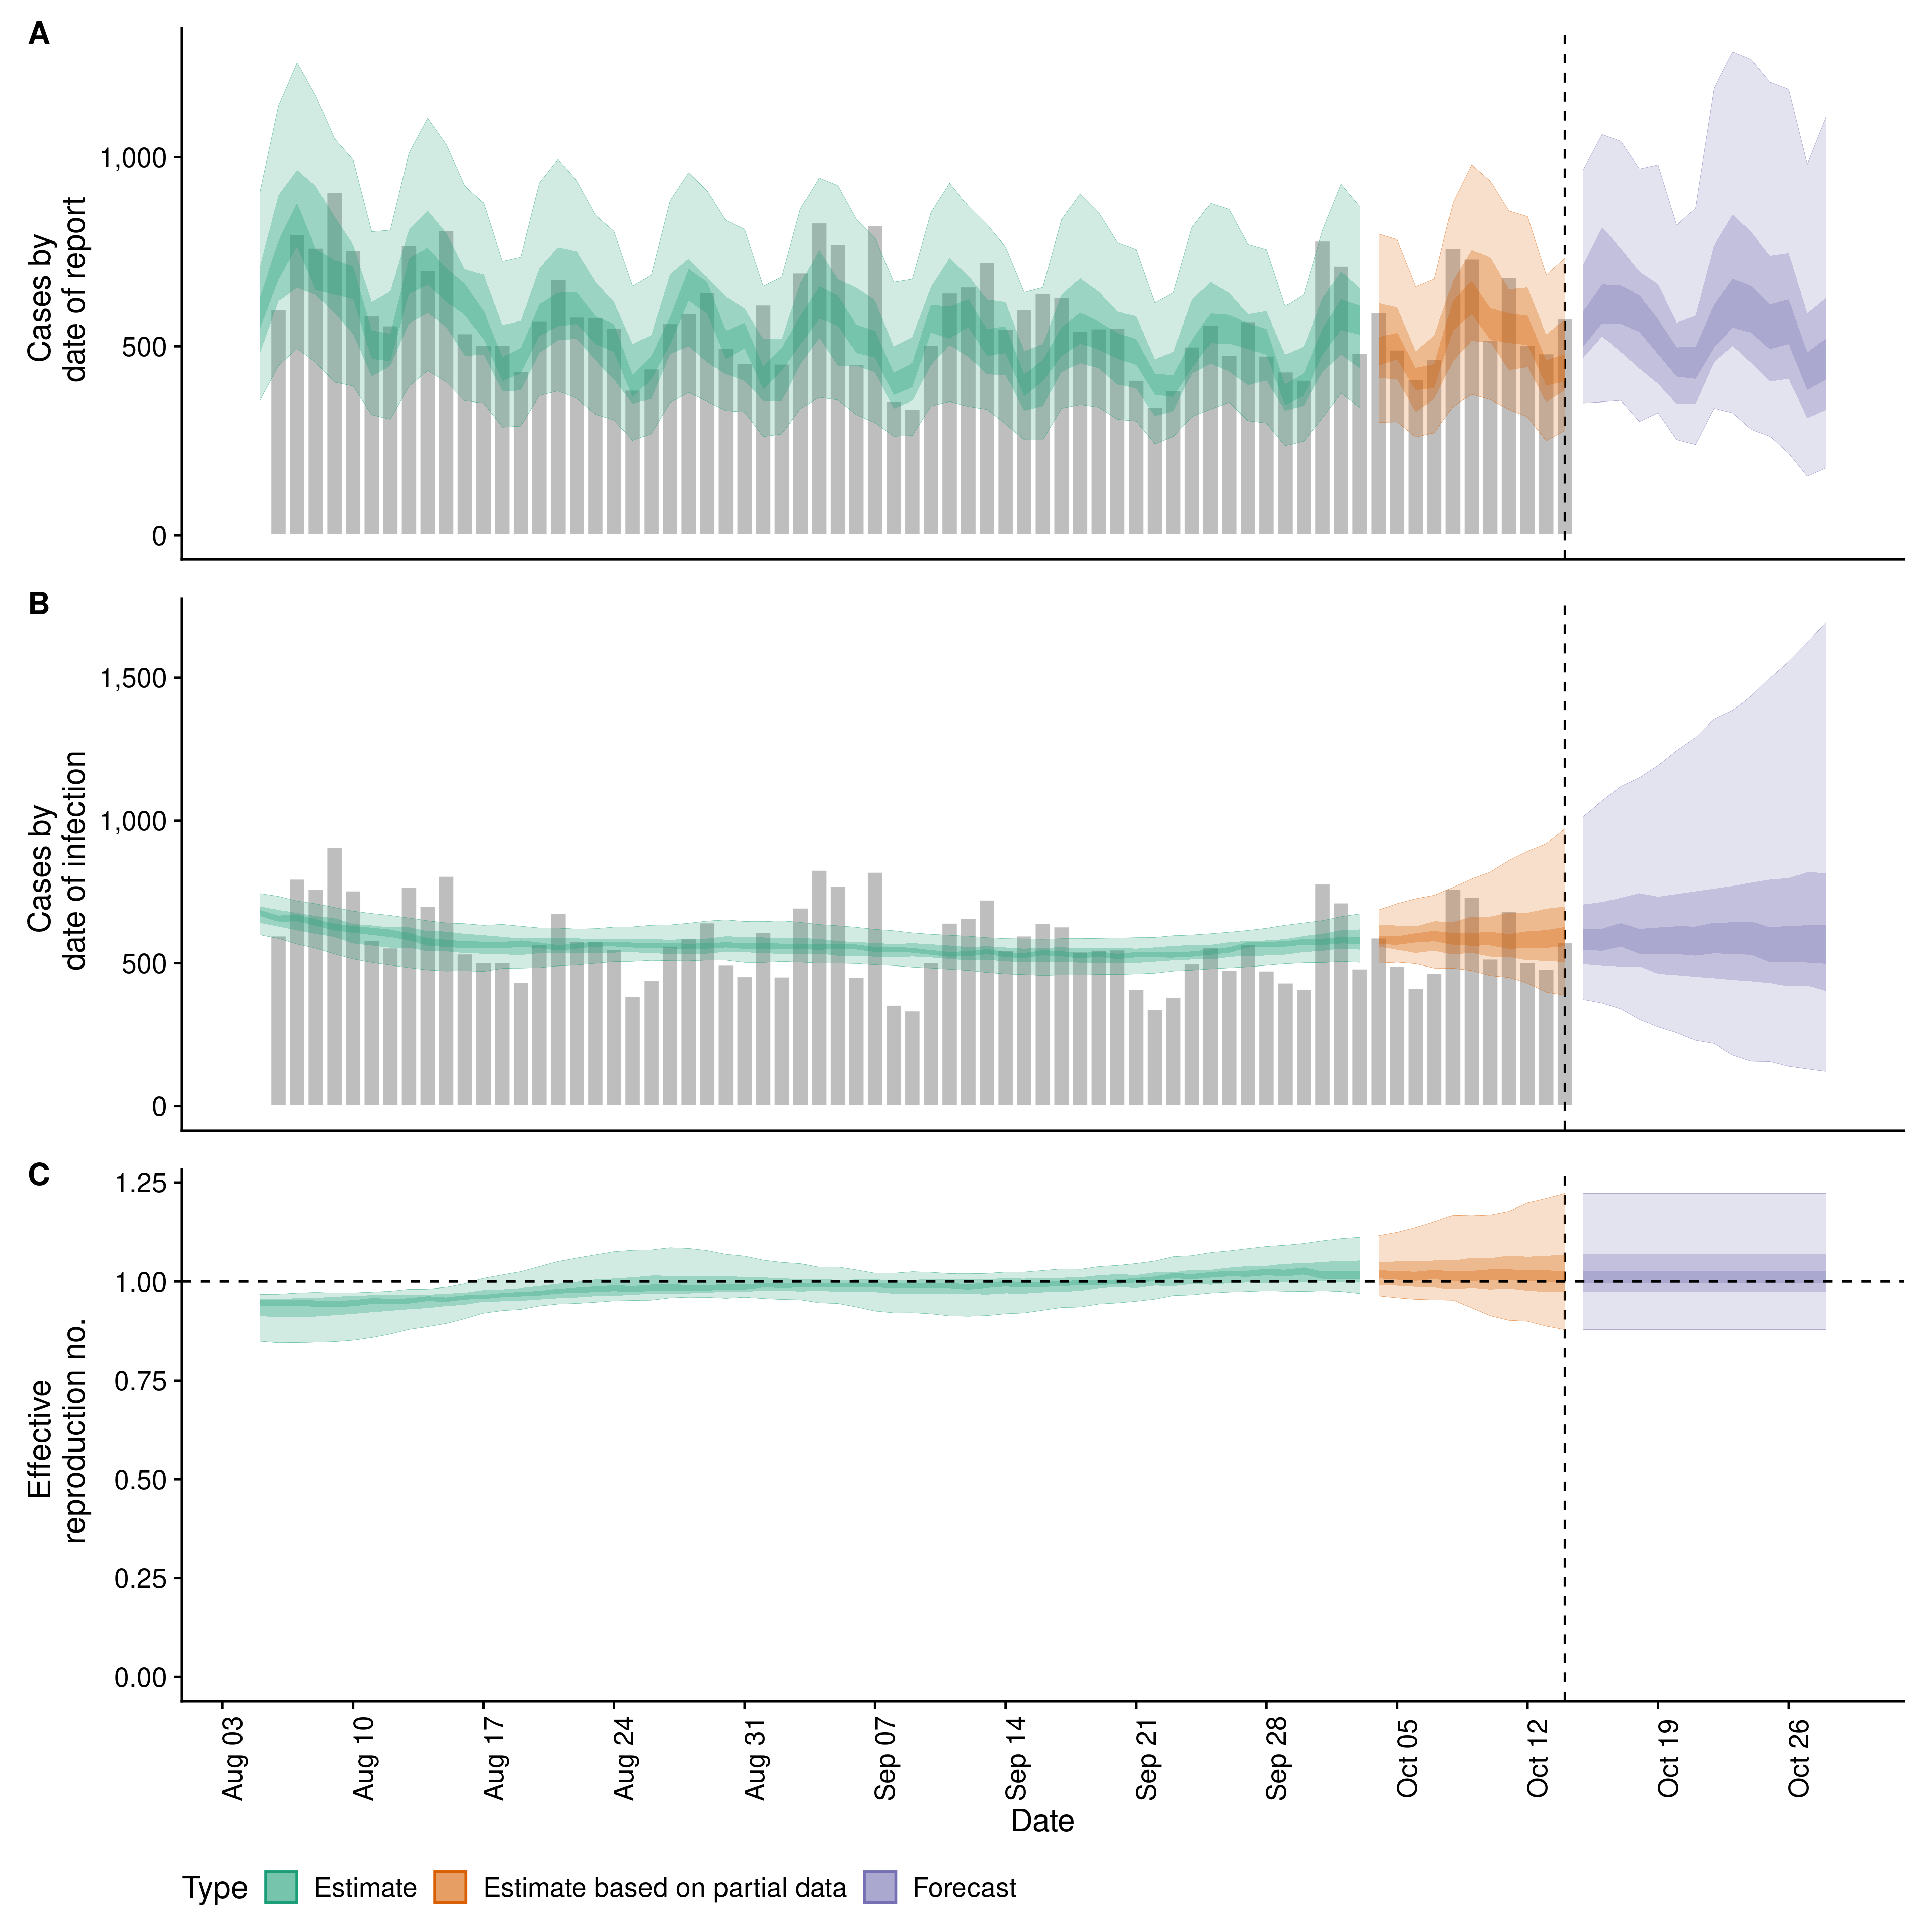 A
Cases by
date of report
1,000
500
0
B
Cases by
date of infection
1,500
1,000
500
0
C
Effective
reproduction no.
1.25
1.00
0.75
0.50
0.25
0.00
Aug 03
Aug 10
Aug 17
Aug 24
Aug 31
Sep 07
Sep 14
Sep 21
Sep 28
Oct 05
Oct 12
Oct 19
Oct 26
Date
Type Estimate Estimate based on partial data Forecast